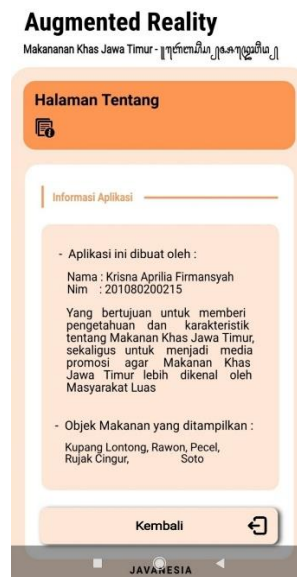 Augmented Reality
Makananan Khas Jawa Timur -
Halaman Tentang
Informasi Aplikasi
- Aplikasi ini dibuat oleh :
Nama : Krisna Aprilia Firmansyah
Nim : 201080200215
Yang bertujuan untuk memberi
pengetahuan dan karakteristik
tentang Makanan Khas Jawa Timur,
sekaligus untuk menjadi media
promosi agar Makanan Khas
Jawa Timur lebih dikenal oleh
Masyarakat Luas
- Objek Makanan yang ditampilkan :
Kupang Lontong, Rawon, Pecel,
Rujak Cingur, Soto
Kembali
JAVANESIA